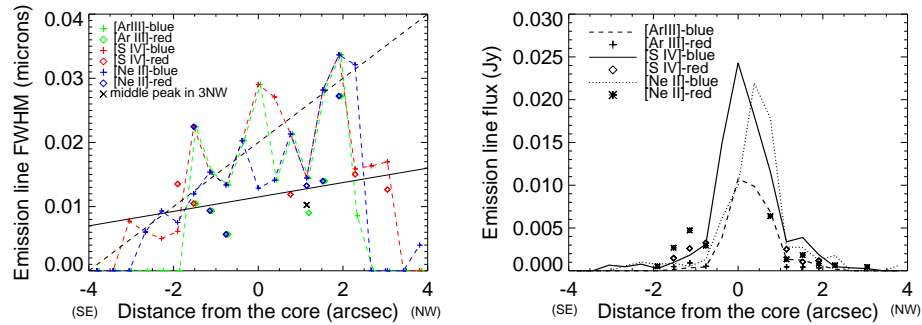 [ArIII]-blue
[Ar III]-red
[S IV]-blue
[S IV]-red
[Ne II]-blue
[Ne II]-red
middle peak in 3NW
Emission line FWHM (microns)
0.04
0.03
0.02
0.01
0.00
-4
-2
0
2
4
(SE)
Distance from the core (arcsec)
(NW)
[ArIII]-blue
[Ar III]-red
[S IV]-blue
[S IV]-red
[Ne II]-blue
[Ne II]-red
Emission line flux (Jy)
0.030
0.025
0.020
0.015
0.010
0.005
0.000
-4
-2
0
2
4
(SE)
Distance from the core (arcsec)
(NW)